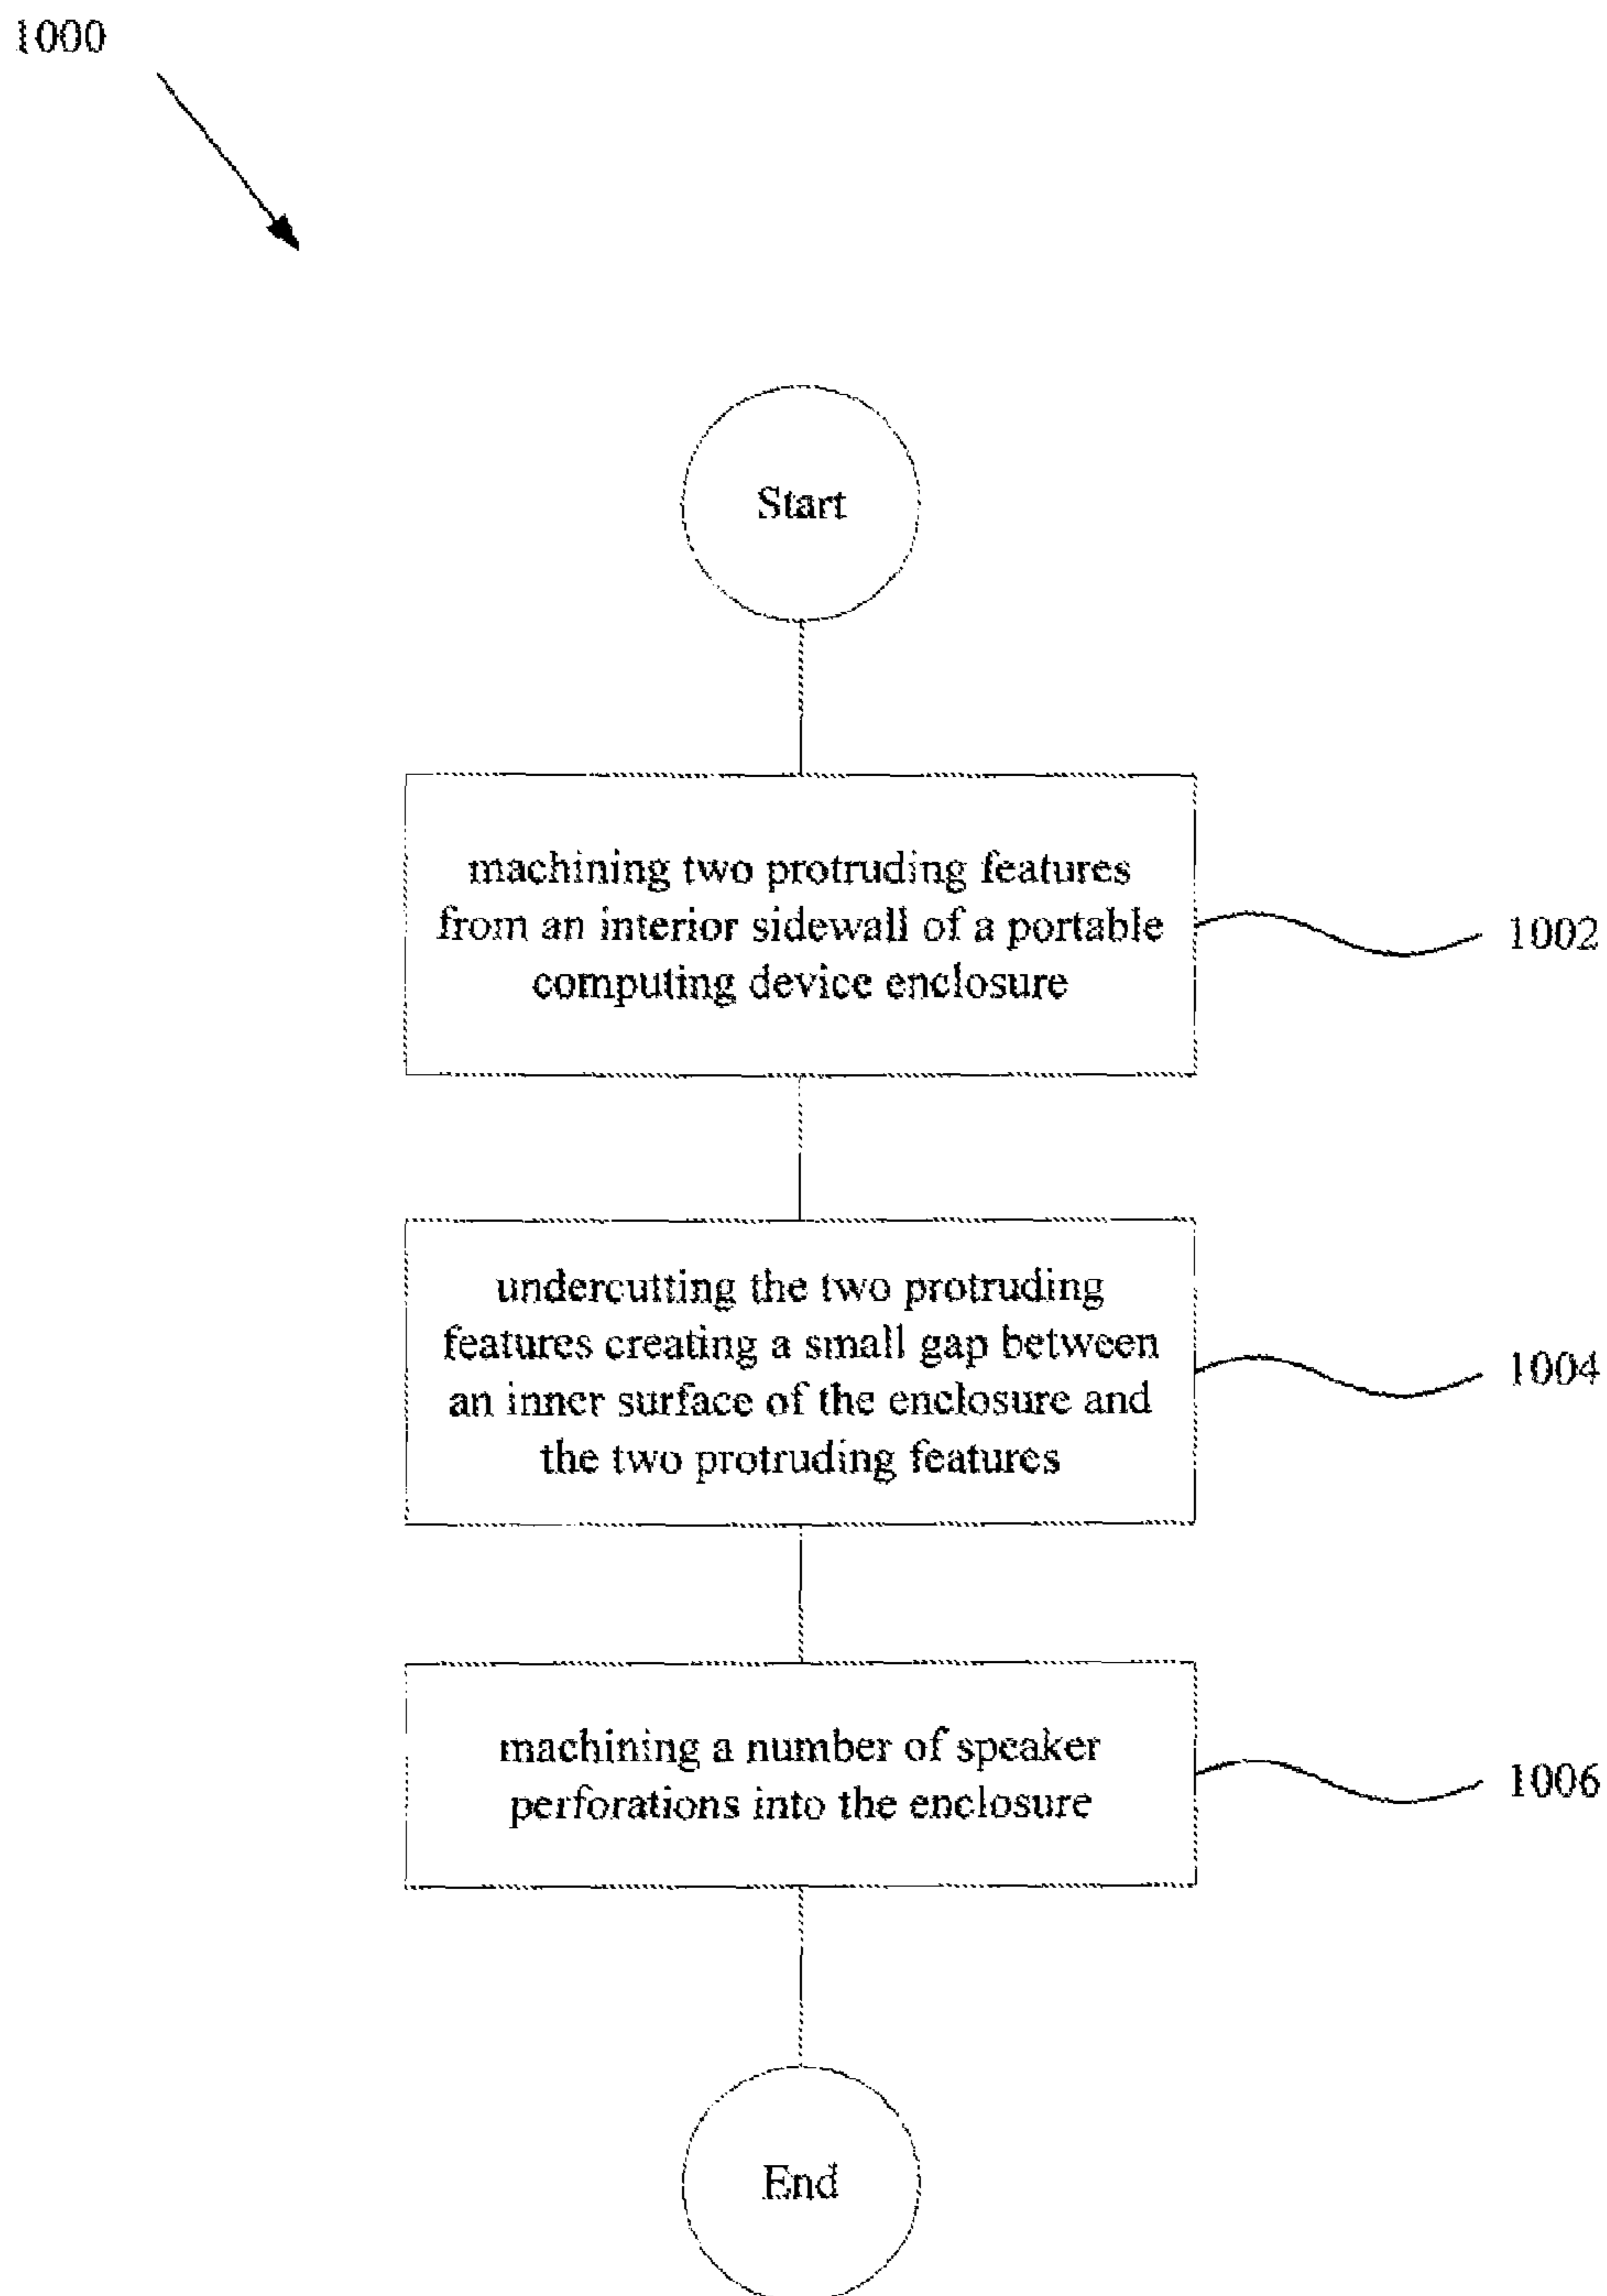 1000
Start
machining two protruding features
from an interior sidewall of a portable
computing device enclosure
1002
undercutting the two protruding
features creating a small gap between
an inner surface of the enclosure and
the two protruding features
1004
machining a number of speaker
perforations into the enclosure
1006
End